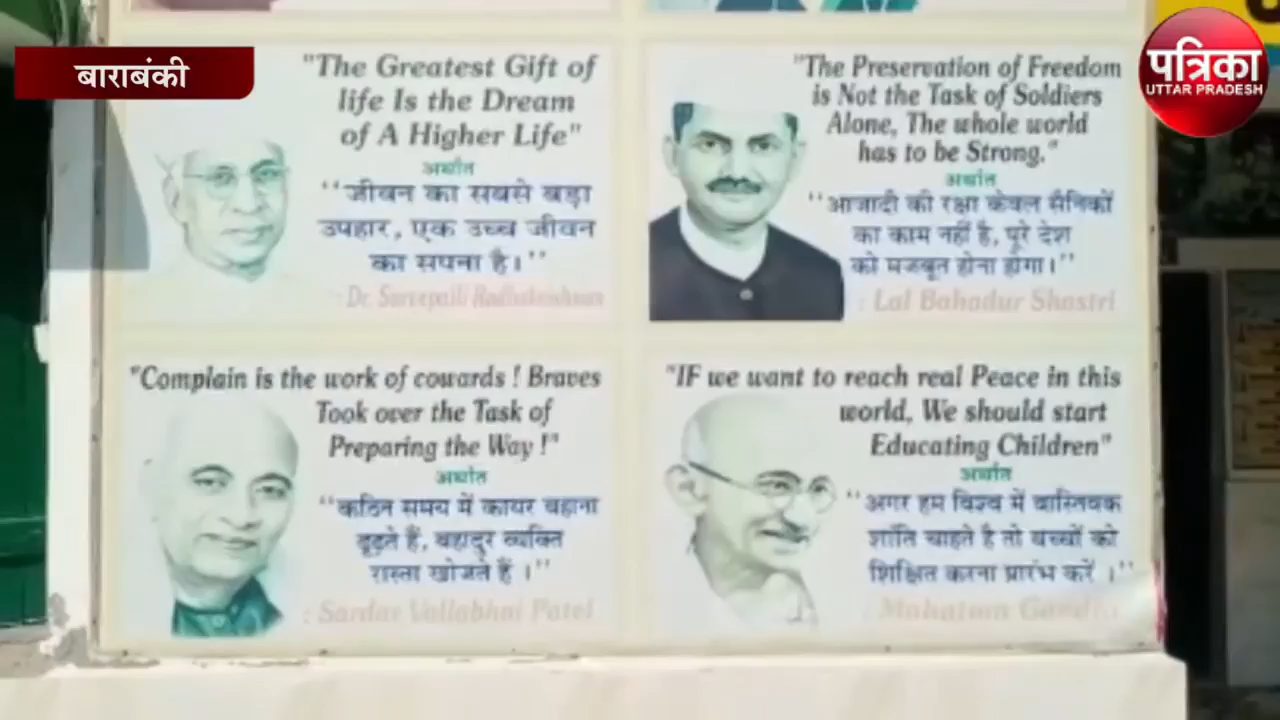 बाराबंकी
पत्रिका
UTTAR PRADESH
"The Greatest Gift of
life Is the Dream
of A Higher Life"
अर्थात
‘‘जीवन का सबसे बड़ा
उपहार, एक उच्च जीवन
का सपना है।’’
: Dr. Sarvepalli Radhakrishnan
"The Preservation of Freedom
is Not the Task of Soldiers
Alone, The whole world
has to be Strong."
अर्थात
‘‘आजादी की रक्षा केवल सैनिकों
का काम नहीं है, पूरे देश
को मजबूत होना होगा।’’
: Lal Bahadur Shastri
"Complain is the work of cowards ! Braves
Took over the Task of
Preparing the Way !"
अर्थात
‘‘कठिन समय में कायर बहाना
ढूढ़ते हैं, बहादुर व्यक्ति
रास्ता खोजते हैं ।’’
: Sardar Vallabhai Patel
"IF we want to reach real Peace in this
world, We should start
Educating Children"
अर्थात
‘‘अगर हम विश्व में वास्तिवक
शांति चाहते है तो बच्चों को
शिक्षित करना प्रारंभ करें ।’’
: Mahatma Gandhi